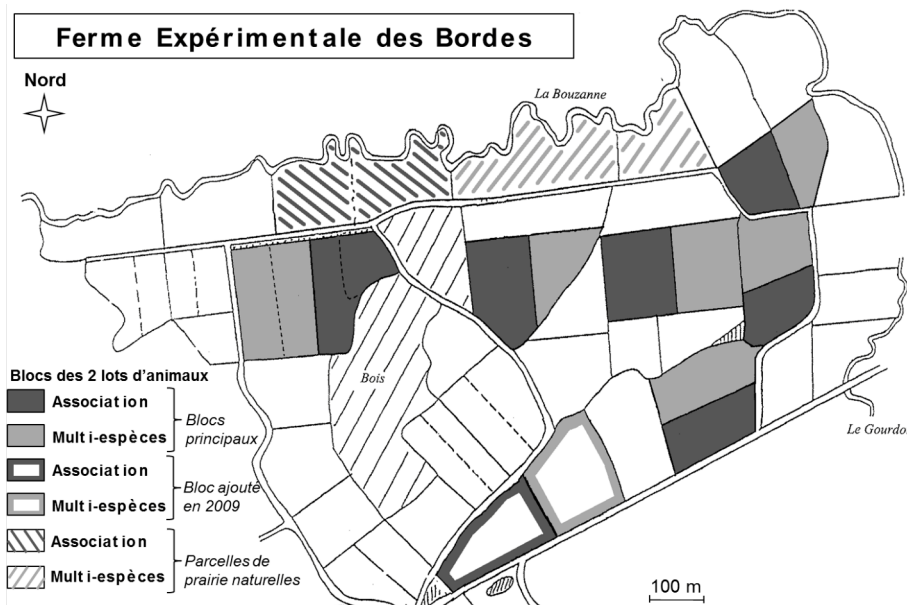 Ferme Expérimentale des Bordes
Nord
La Bouzanne
Bois
Le Gourdon
Blocs des 2 lots d'animaux
Association
Multi-espèces
Blocs
principaux
Association
Multi-espèces
Bloc ajouté
en 2009
Association
Multi-espèces
Parcelles de
prairie naturelles
100 m